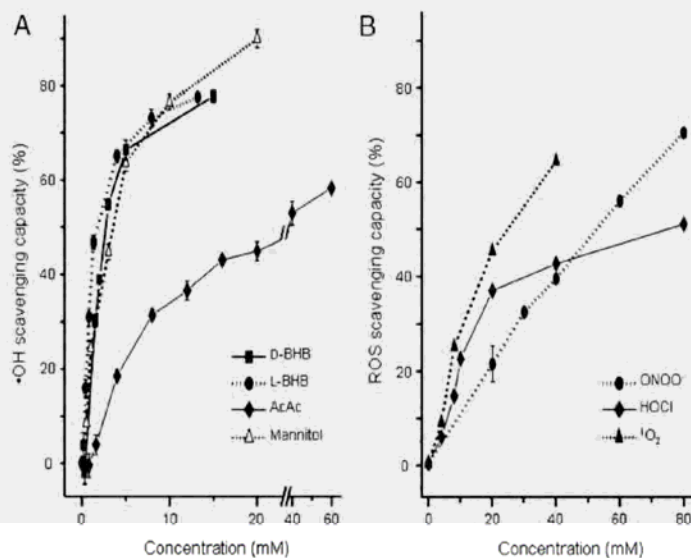 A
B
•OH scavenging capacity (%)
80
60
40
20
0
D-BHB
L-BHB
AcAc
Mannitol
0
10
20
40
60
Concentration (mM)
ROS scavenging capacity (%)
80
60
40
20
0
ONOO⁻
HOCl
¹O₂
0
20
40
60
80
Concentration (mM)